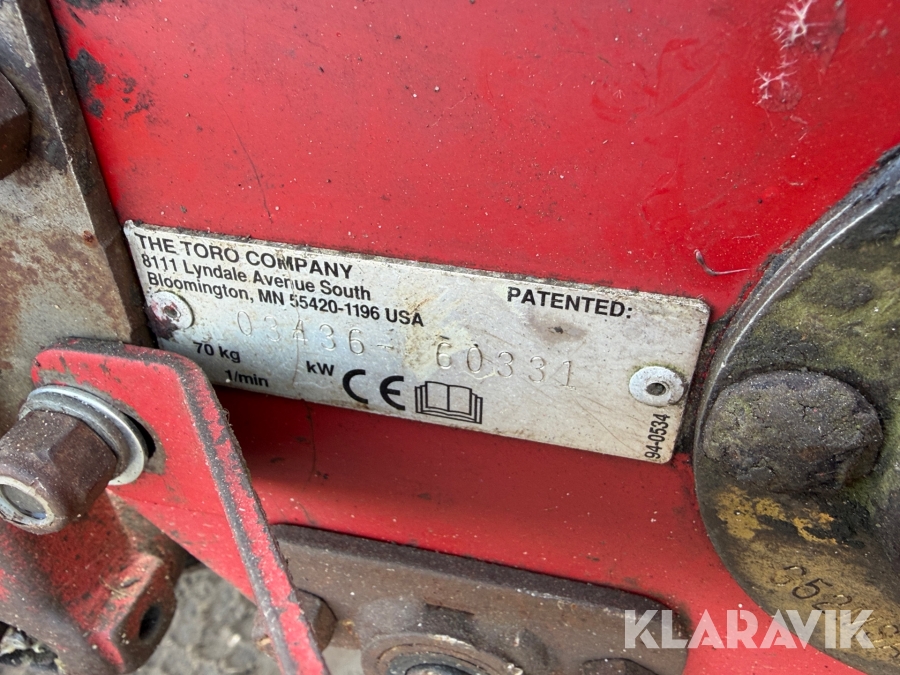 THE TORO COMPANY
8111 Lyndale Avenue South
Bloomington, MN 55420-1196 USA
PATENTED:
03436- 60331
70 kg
kW
1/min
CE
94-0534
352
KLARAVIK